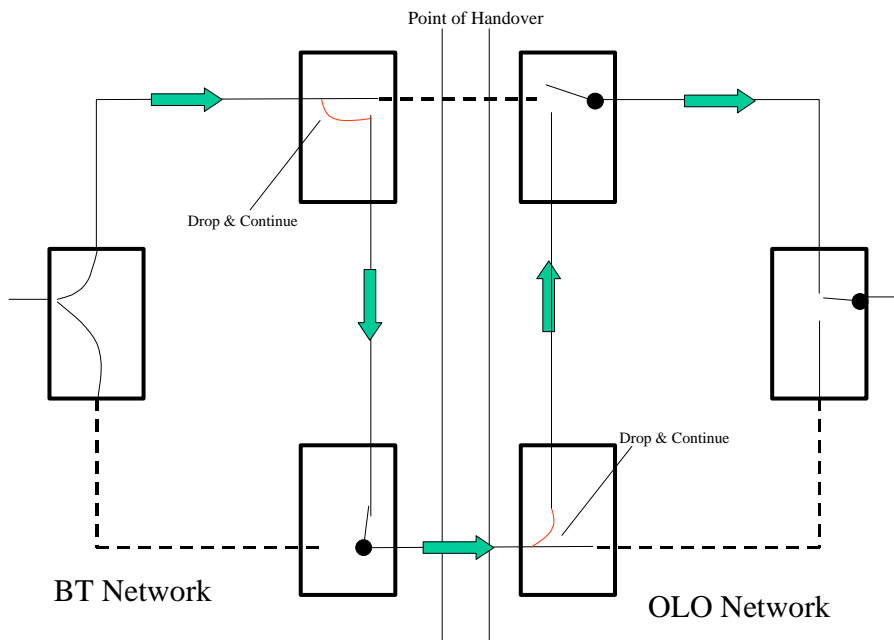 Point of Handover
Drop & Continue
Drop & Continue
BT Network
OLO Network